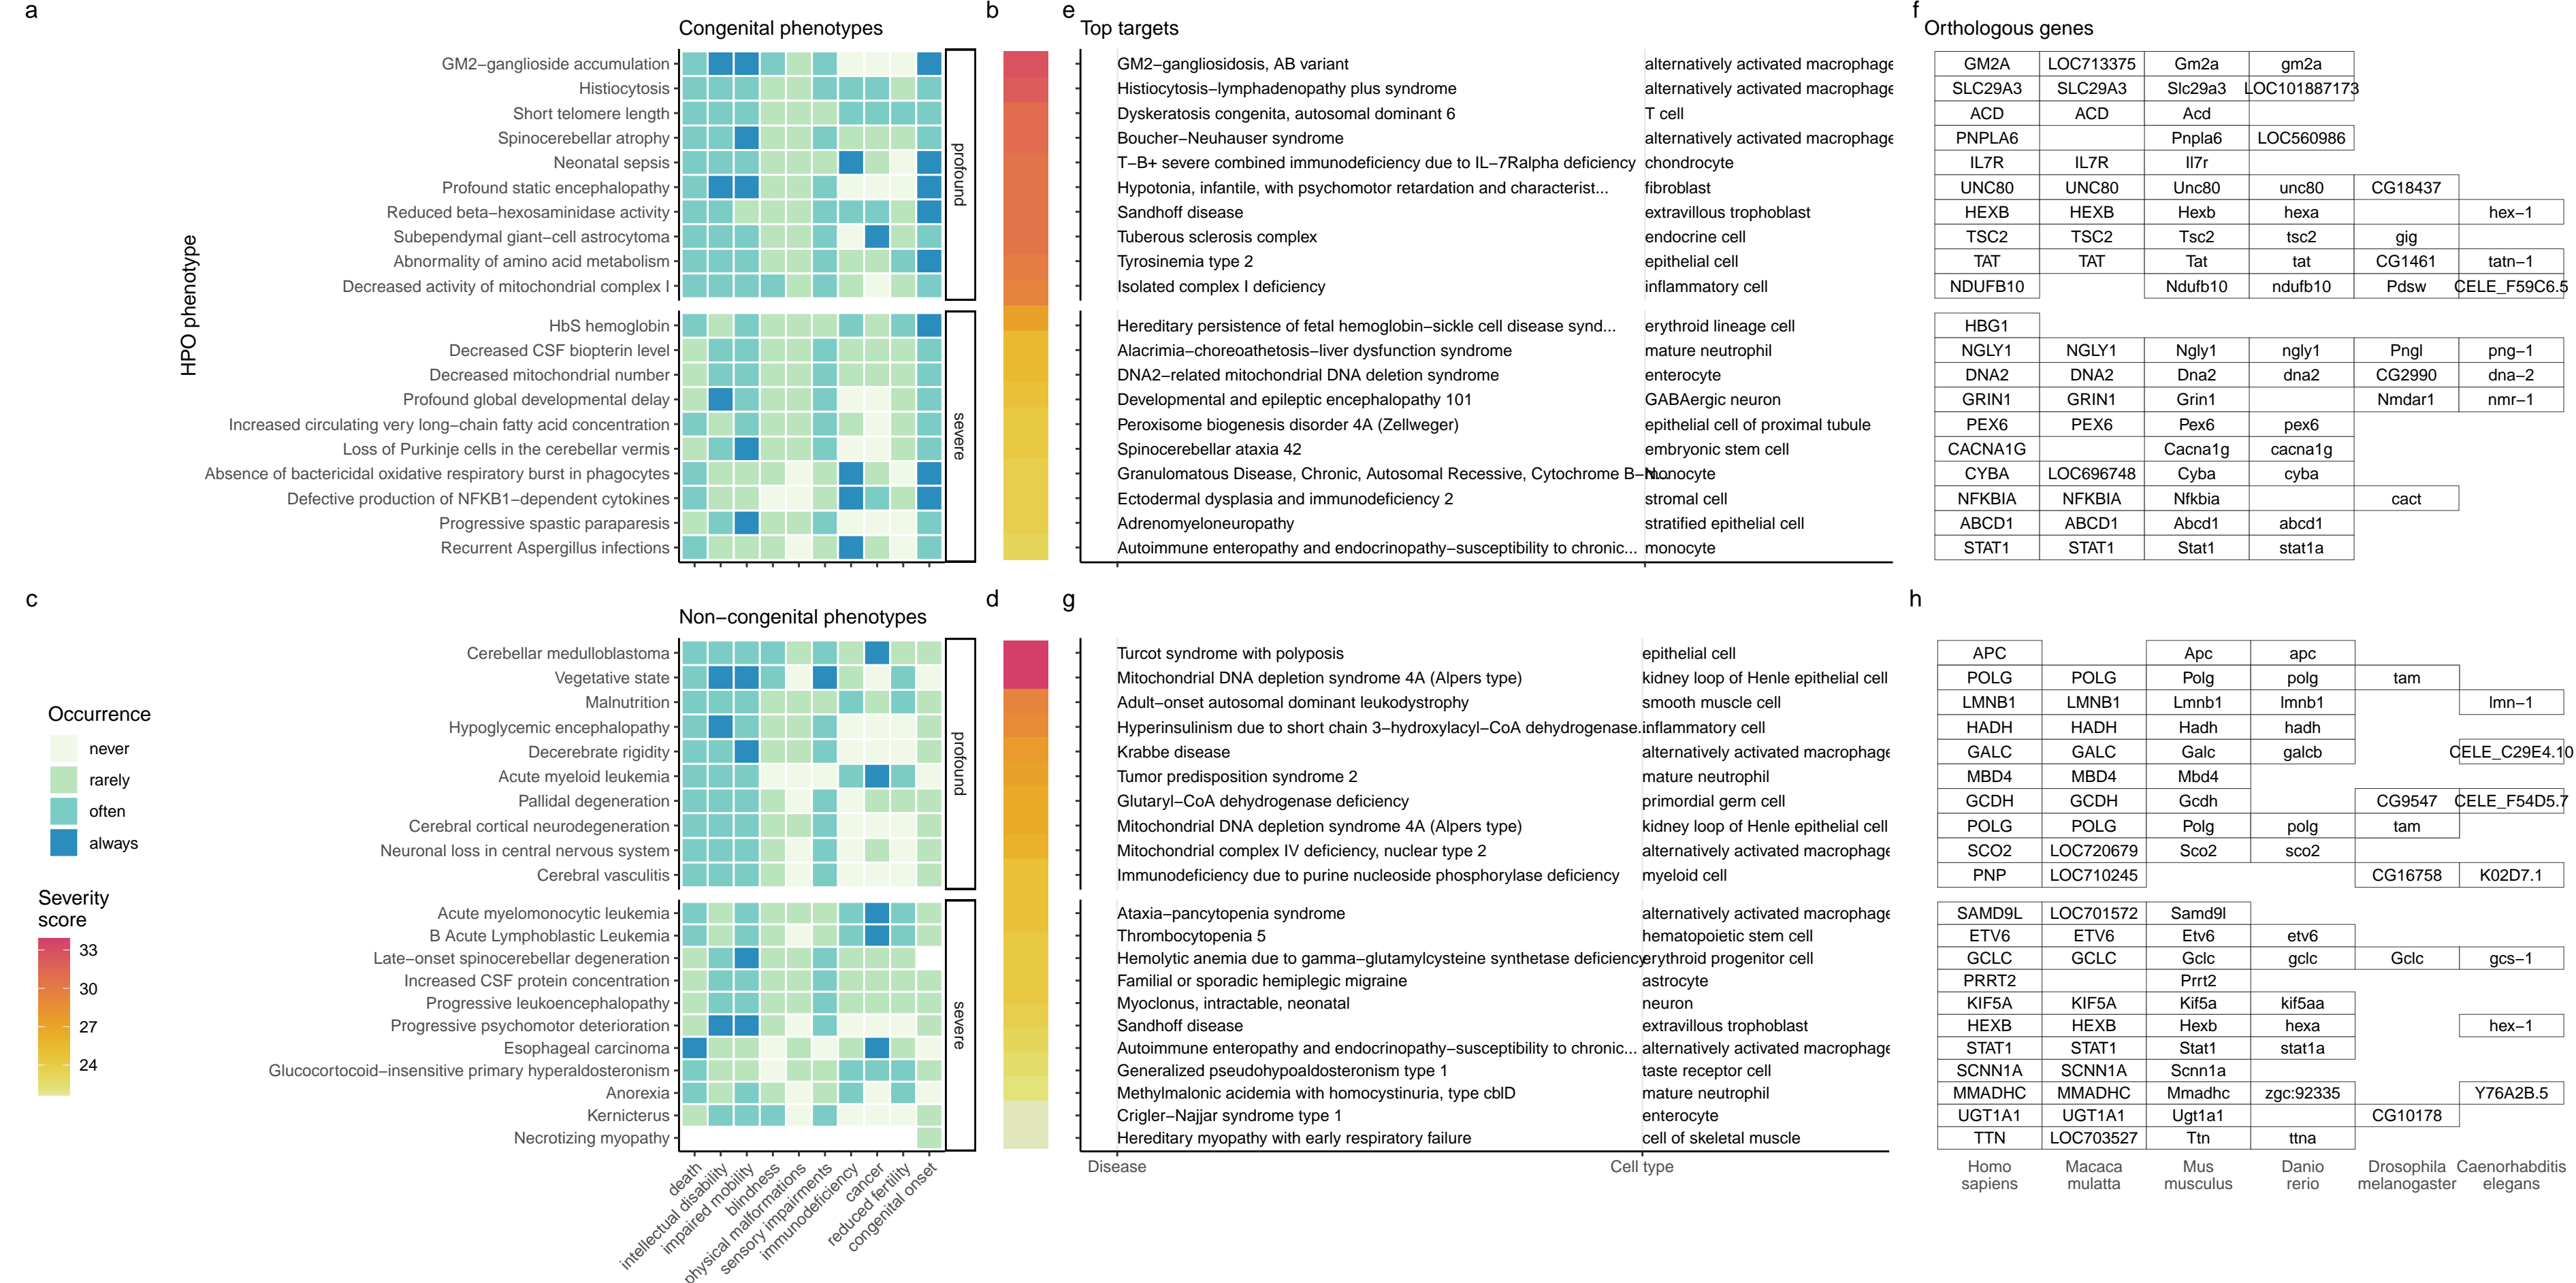 a
b
e
f
Congenital phenotypes
Top targets
Orthologous genes
HPO phenotype
GM2−ganglioside accumulation
Histiocytosis
Short telomere length
Spinocerebellar atrophy
Neonatal sepsis
Profound static encephalopathy
Reduced beta−hexosaminidase activity
Subependymal giant−cell astrocytoma
Abnormality of amino acid metabolism
Decreased activity of mitochondrial complex I
profound
HbS hemoglobin
Decreased CSF biopterin level
Decreased mitochondrial number
Profound global developmental delay
Increased circulating very long−chain fatty acid concentration
Loss of Purkinje cells in the cerebellar vermis
Absence of bactericidal oxidative respiratory burst in phagocytes
Defective production of NFKB1−dependent cytokines
Progressive spastic paraparesis
Recurrent Aspergillus infections
severe
GM2−gangliosidosis, AB variant alternatively activated macrophage
Histiocytosis−lymphadenopathy plus syndrome alternatively activated macrophage
Dyskeratosis congenita, autosomal dominant 6 T cell
Boucher−Neuhauser syndrome alternatively activated macrophage
T−B+ severe combined immunodeficiency due to IL−7Ralpha deficiency chondrocyte
Hypotonia, infantile, with psychomotor retardation and characterist... fibroblast
Sandhoff disease extravillous trophoblast
Tuberous sclerosis complex endocrine cell
Tyrosinemia type 2 epithelial cell
Isolated complex I deficiency inflammatory cell
Hereditary persistence of fetal hemoglobin−sickle cell disease synd... erythroid lineage cell
Alacrimia−choreoathetosis−liver dysfunction syndrome mature neutrophil
DNA2−related mitochondrial DNA deletion syndrome enterocyte
Developmental and epileptic encephalopathy 101 GABAergic neuron
Peroxisome biogenesis disorder 4A (Zellweger) epithelial cell of proximal tubule
Spinocerebellar ataxia 42 embryonic stem cell
Granulomatous Disease, Chronic, Autosomal Recessive, Cytochrome B−N... monocyte
Ectodermal dysplasia and immunodeficiency 2 stromal cell
Adrenomyeloneuropathy stratified epithelial cell
Autoimmune enteropathy and endocrinopathy−susceptibility to chronic... monocyte
GM2A LOC713375 Gm2a gm2a
SLC29A3 SLC29A3 Slc29a3 LOC101887173
ACD ACD Acd
PNPLA6 Pnpla6 LOC560986
IL7R IL7R Il7r
UNC80 UNC80 Unc80 unc80 CG18437
HEXB HEXB Hexb hexa hex−1
TSC2 TSC2 Tsc2 tsc2 gig
TAT TAT Tat tat CG1461 tatn−1
NDUFB10 Ndufb10 ndufb10 Pdsw CELE_F59C6.5
HBG1
NGLY1 NGLY1 Ngly1 ngly1 Pngl png−1
DNA2 DNA2 Dna2 dna2 CG2990 dna−2
GRIN1 GRIN1 Grin1 Nmdar1 nmr−1
PEX6 PEX6 Pex6 pex6
CACNA1G Cacna1g cacna1g
CYBA LOC696748 Cyba cyba
NFKBIA NFKBIA Nfkbia cact
ABCD1 ABCD1 Abcd1 abcd1
STAT1 STAT1 Stat1 stat1a
c
d
g
h
Non−congenital phenotypes
Cerebellar medulloblastoma
Vegetative state
Malnutrition
Hypoglycemic encephalopathy
Decerebrate rigidity
Acute myeloid leukemia
Pallidal degeneration
Cerebral cortical neurodegeneration
Neuronal loss in central nervous system
Cerebral vasculitis
profound
Acute myelomonocytic leukemia
B Acute Lymphoblastic Leukemia
Late−onset spinocerebellar degeneration
Increased CSF protein concentration
Progressive leukoencephalopathy
Progressive psychomotor deterioration
Esophageal carcinoma
Glucocortocoid−insensitive primary hyperaldosteronism
Anorexia
Kernicterus
Necrotizing myopathy
severe
death
intellectual disability
impaired mobility
blindness
physical malformations
sensory impairments
immunodeficiency
cancer
reduced fertility
congenital onset
Turcot syndrome with polyposis epithelial cell
Mitochondrial DNA depletion syndrome 4A (Alpers type) kidney loop of Henle epithelial cell
Adult−onset autosomal dominant leukodystrophy smooth muscle cell
Hyperinsulinism due to short chain 3−hydroxylacyl−CoA dehydrogenase... inflammatory cell
Krabbe disease alternatively activated macrophage
Tumor predisposition syndrome 2 mature neutrophil
Glutaryl−CoA dehydrogenase deficiency primordial germ cell
Mitochondrial DNA depletion syndrome 4A (Alpers type) kidney loop of Henle epithelial cell
Mitochondrial complex IV deficiency, nuclear type 2 alternatively activated macrophage
Immunodeficiency due to purine nucleoside phosphorylase deficiency myeloid cell
Ataxia−pancytopenia syndrome alternatively activated macrophage
Thrombocytopenia 5 hematopoietic stem cell
Hemolytic anemia due to gamma−glutamylcysteine synthetase deficiency erythroid progenitor cell
Familial or sporadic hemiplegic migraine astrocyte
Myoclonus, intractable, neonatal neuron
Sandhoff disease extravillous trophoblast
Autoimmune enteropathy and endocrinopathy−susceptibility to chronic... alternatively activated macrophage
Generalized pseudohypoaldosteronism type 1 taste receptor cell
Methylmalonic acidemia with homocystinuria, type cblD mature neutrophil
Crigler−Najjar syndrome type 1 enterocyte
Hereditary myopathy with early respiratory failure cell of skeletal muscle
Disease Cell type
APC Apc apc
POLG POLG Polg polg tam
LMNB1 LMNB1 Lmnb1 lmnb1 lmn−1
HADH HADH Hadh hadh
GALC GALC Galc galcb CELE_C29E4.10
MBD4 MBD4 Mbd4
GCDH GCDH Gcdh CG9547 CELE_F54D5.7
POLG POLG Polg polg tam
SCO2 LOC720679 Sco2 sco2
PNP LOC710245 CG16758 K02D7.1
SAMD9L LOC701572 Samd9l
ETV6 ETV6 Etv6 etv6
GCLC GCLC Gclc gclc Gclc gcs−1
PRRT2 Prrt2
KIF5A KIF5A Kif5a kif5aa
HEXB HEXB Hexb hexa hex−1
STAT1 STAT1 Stat1 stat1a
SCNN1A SCNN1A Scnn1a
MMADHC MMADHC Mmadhc zgc:92335 Y76A2B.5
UGT1A1 UGT1A1 Ugt1a1 CG10178
TTN LOC703527 Ttn ttna
Homo Macaca Mus Danio Drosophila Caenorhabditis
sapiens mulatta musculus rerio melanogaster elegans
Occurrence
never
rarely
often
always
Severity
score
33
30
27
24